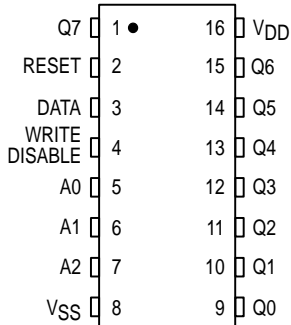 Q7 1 16 VDD
RESET 2 15 Q6
DATA 3 14 Q5
WRITE
DISABLE 4 13 Q4
A0 5 12 Q3
A1 6 11 Q2
A2 7 10 Q1
VSS 8 9 Q0